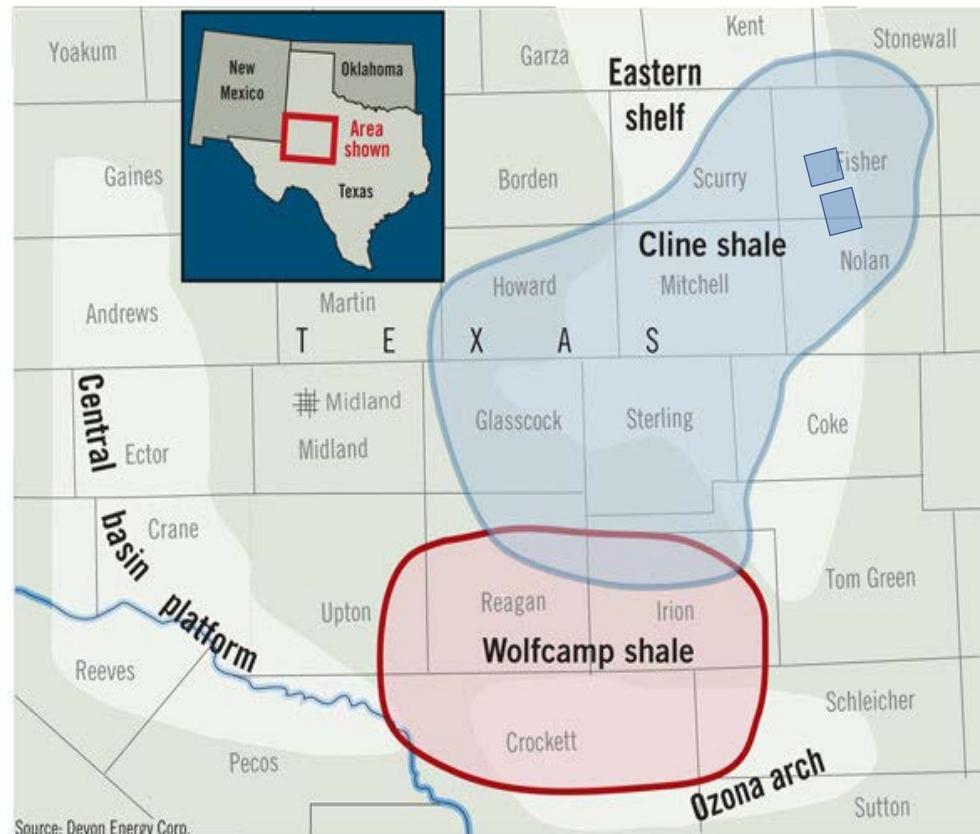 Kent
Yoakum
Garza
Stonewall
New
Mexico
Oklahoma
Area
shown
Texas
Eastern
shelf
Gaines
Borden
Scurry
Fisher
Cline shale
Nolan
Andrews
Martin
Howard
Mitchell
T E X A S
Central
basin
platform
Midland
Midland
Ector
Glasscock
Sterling
Coke
Crane
Upton
Reagan
Irion
Tom Green
Wolfcamp shale
Reeves
Schleicher
Crockett
Pecos
Ozona arch
Sutton
Source: Devon Energy Corp.